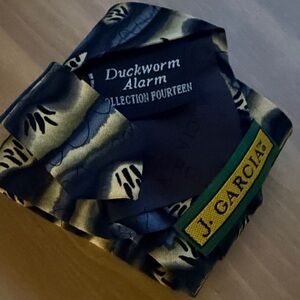 Duckworm
Alarm
COLLECTION FOURTEEN
J. GARCIA